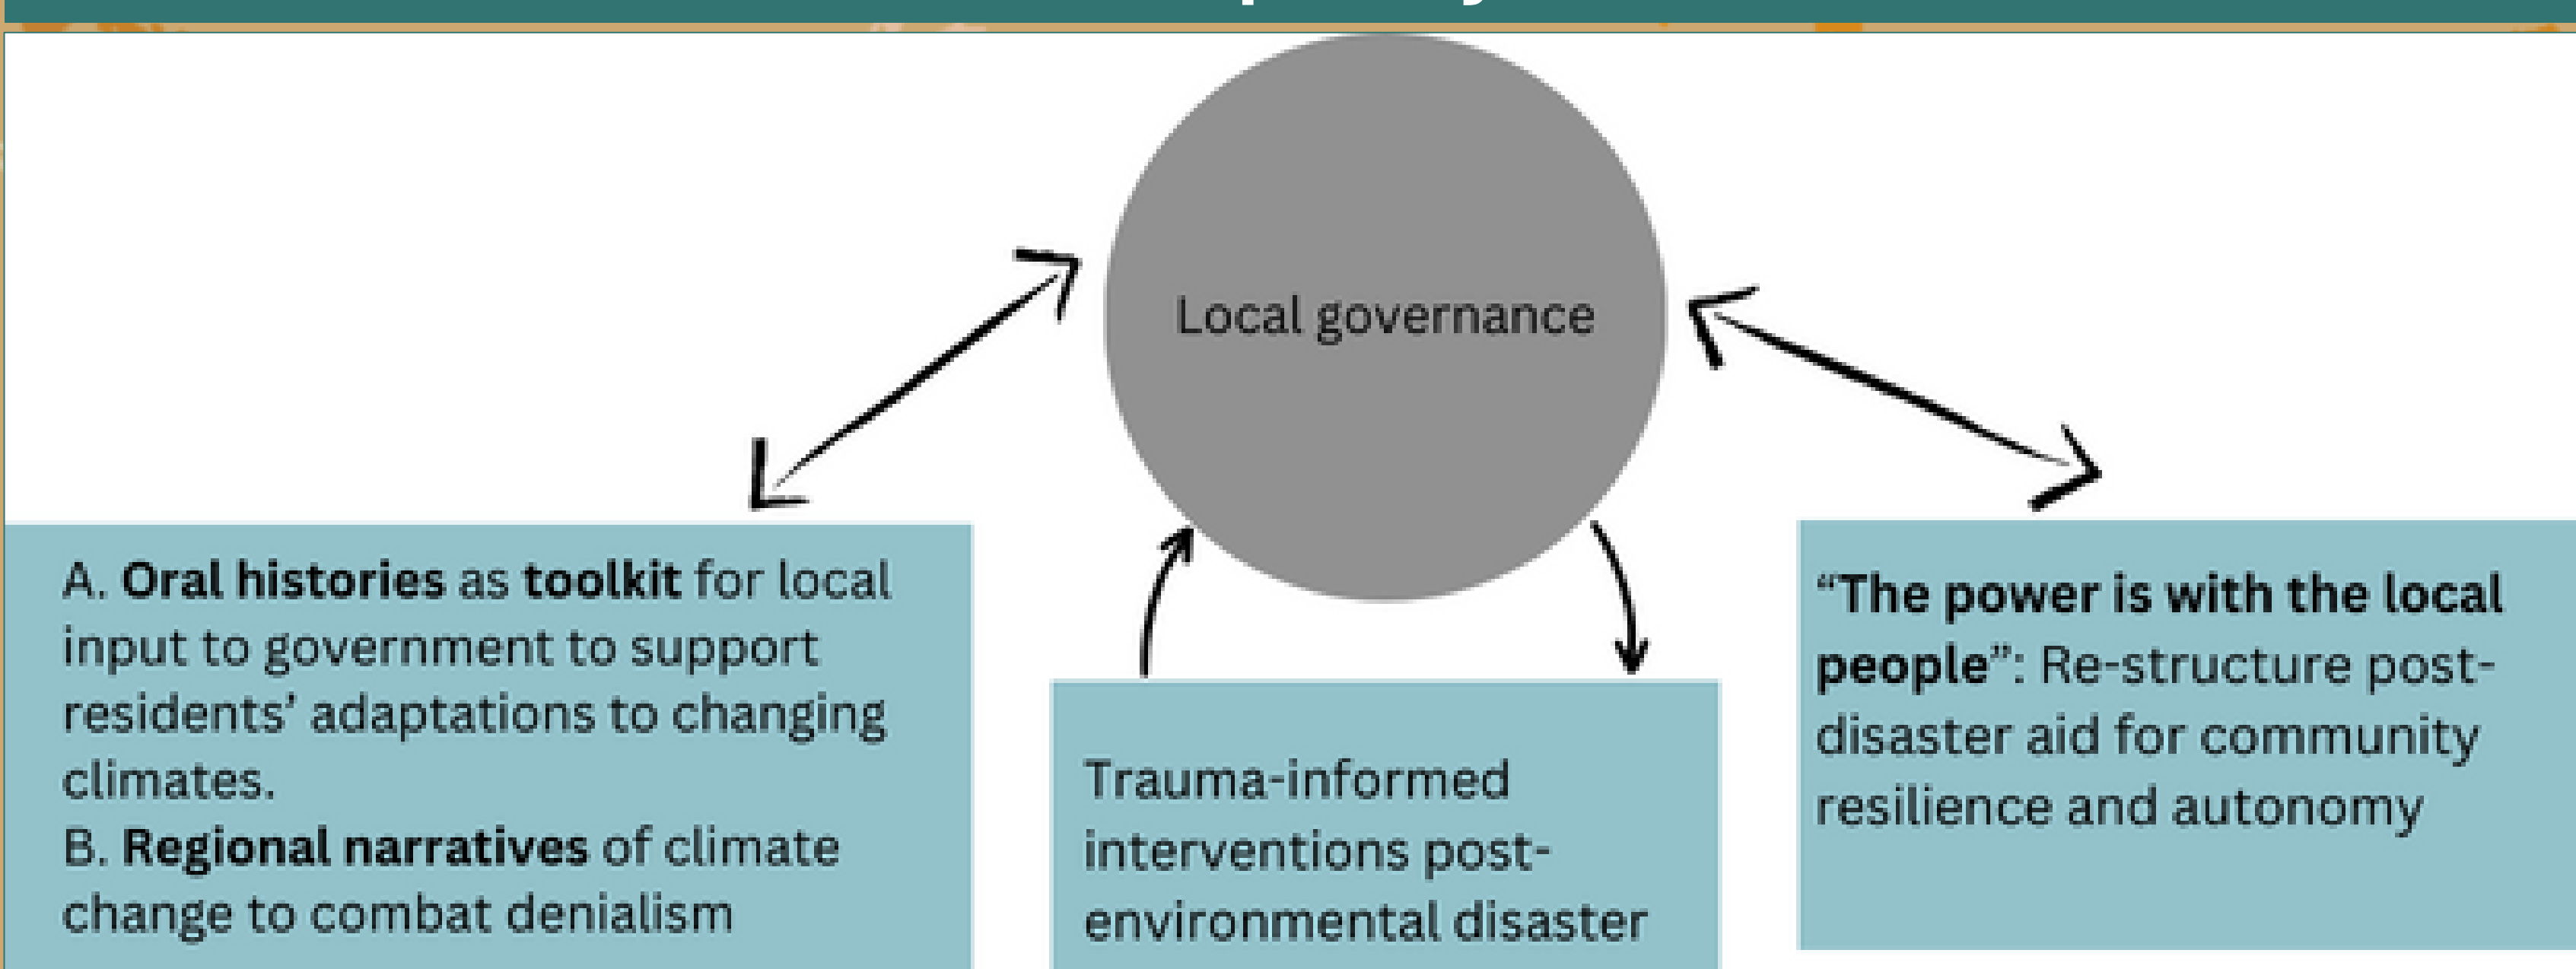 Local governance
A. Oral histories as toolkit for local
input to government to support
residents’ adaptations to changing
climates.
B. Regional narratives of climate
change to combat denialism
Trauma-informed
interventions post-
environmental disaster
“The power is with the local
people”: Re-structure post-
disaster aid for community
resilience and autonomy